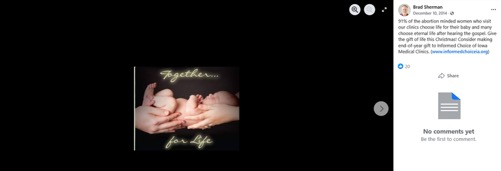 Together...
for Life
Brad Sherman
December 10, 2014 ·
91% of the abortion minded women who visit
our clinics choose life for their baby and many
choose eternal life after hearing the gospel. Give
the gift of life this Christmas! Consider making
end-of-year gift to Informed Choice of Iowa
Medical Clinics. (www.informedchoiceia.org)
20
Share
No comments yet
Be the first to comment.